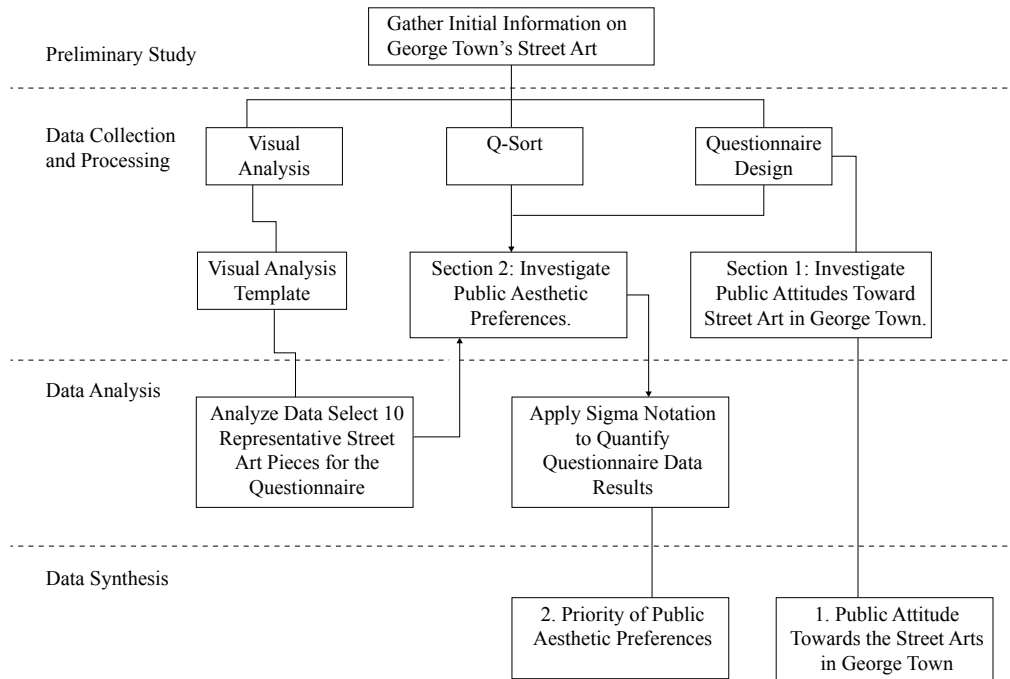 Gather Initial Information on
George Town’s Street Art
Preliminary Study
Data Collection
and Processing
Visual
Analysis
Q-Sort
Questionnaire
Design
Visual Analysis
Template
Section 2: Investigate
Public Aesthetic
Preferences.
Section 1: Investigate
Public Attitudes Toward
Street Art in George Town.
Data Analysis
Analyze Data Select 10
Representative Street
Art Pieces for the
Questionnaire
Apply Sigma Notation
to Quantify
Questionnaire Data
Results
Data Synthesis
2. Priority of Public
Aesthetic Preferences
1. Public Attitude
Towards the Street Arts
in George Town